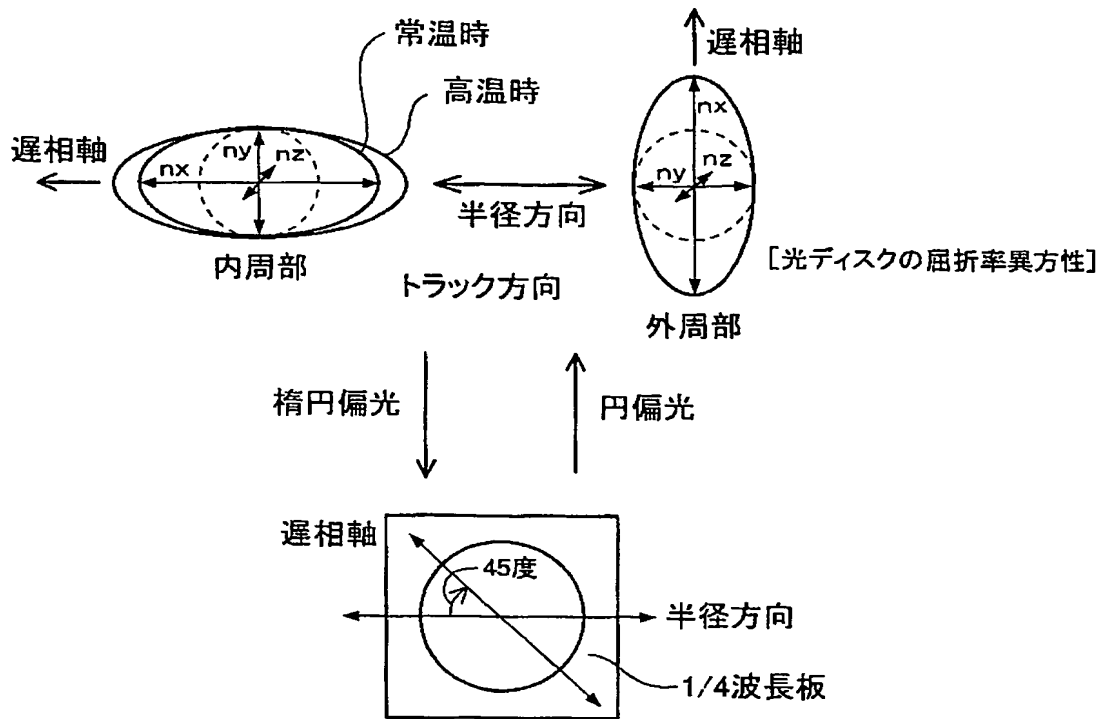 常温時
高温時
遅相軸
nx
ny
nz
内周部
半径方向
トラック方向
遅相軸
nx
ny
nz
[光ディスクの屈折率異方性]
外周部
楕円偏光
円偏光
遅相軸
45度
半径方向
1/4波長板